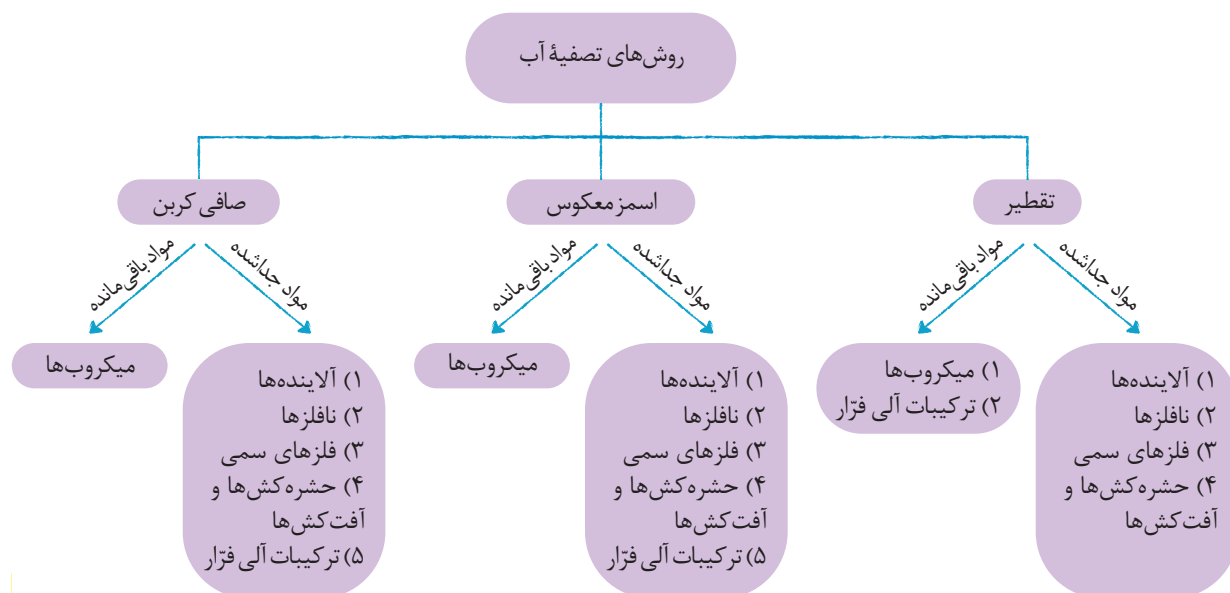 روش‌های تصفیهٔ آب
تقطیر
اسمز معکوس
صافی کربن
مواد جداشده
مواد باقی‌مانده
مواد جداشده
مواد باقی‌مانده
مواد جداشده
مواد باقی‌مانده
۱) آلاینده‌ها
۲) نافلزها
۳) فلزهای سمی
۴) حشره‌کش‌ها و
آفت‌کش‌ها
۱) میکروب‌ها
۲) ترکیبات آلی فرّار
۱) آلاینده‌ها
۲) نافلزها
۳) فلزهای سمی
۴) حشره‌کش‌ها و
آفت‌کش‌ها
۵) ترکیبات آلی فرّار
میکروب‌ها
۱) آلاینده‌ها
۲) نافلزها
۳) فلزهای سمی
۴) حشره‌کش‌ها و
آفت‌کش‌ها
۵) ترکیبات آلی فرّار
میکروب‌ها